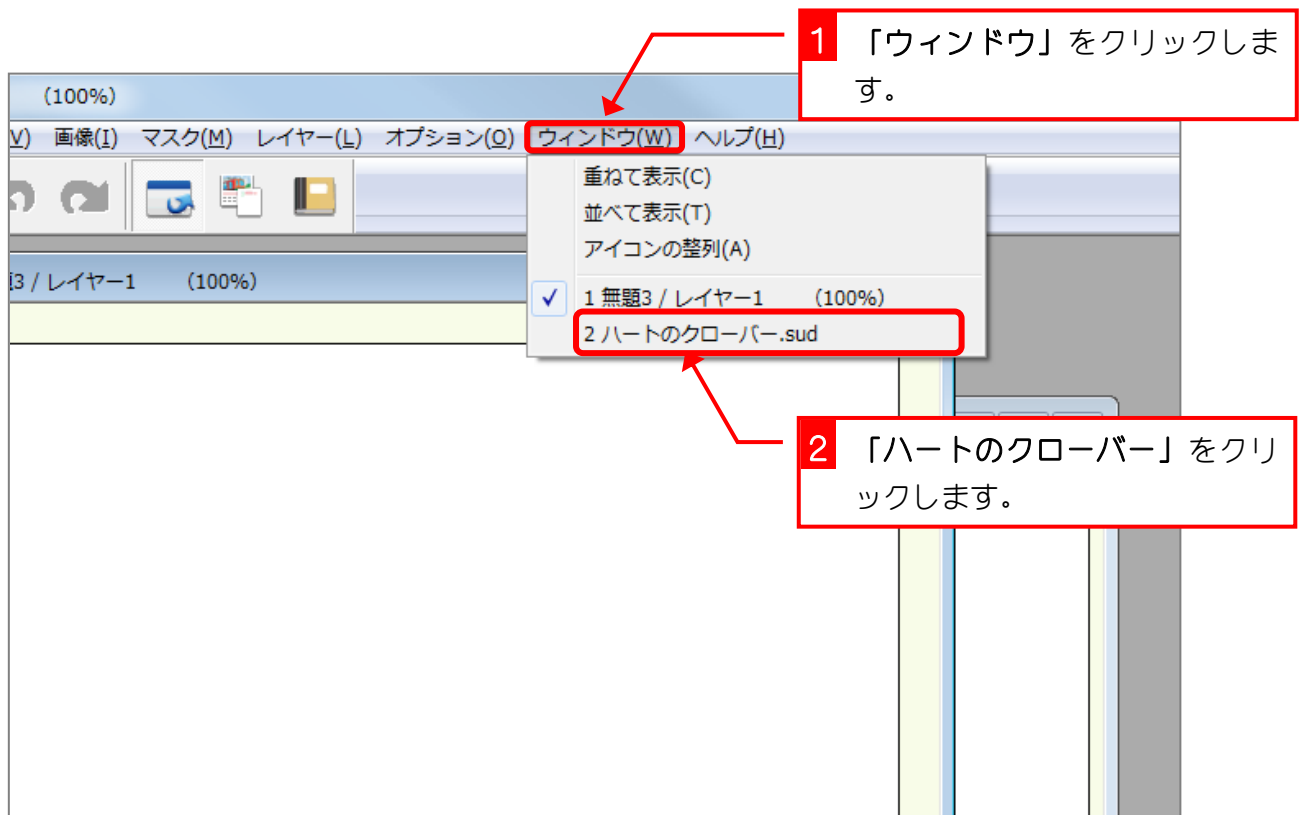 1 「ウィンドウ」をクリックしま
す。
(100%)
V) 画像(I) マスク(M) レイヤー(L) オプション(O) ウィンドウ(W) ヘルプ(H)
重ねて表示(C)
並べて表示(T)
アイコンの整列(A)
3 / レイヤー1 (100%)
✓ 1 無題3 / レイヤー1 (100%)
2 ハートのクローバー.sud
2 「ハートのクローバー」をクリ
ックします。